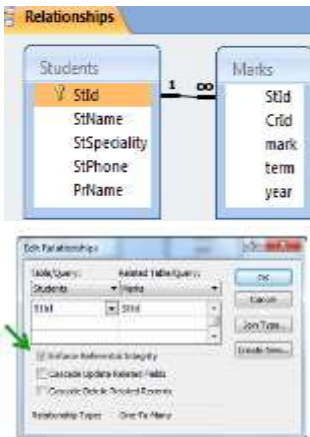 Relationships
Students
StId
StName
StSpeciality
StPhone
PrName
1 ∞
Marks
StId
CrId
mark
term
year
Edit Relationships
Table/Query: Related Table/Query:
Students Marks
StId StId
Enforce Referential Integrity
Cascade Update Related Fields
Cascade Delete Related Records
Relationship Type: One-To-Many
OK
Cancel
Join Type..
Create New..